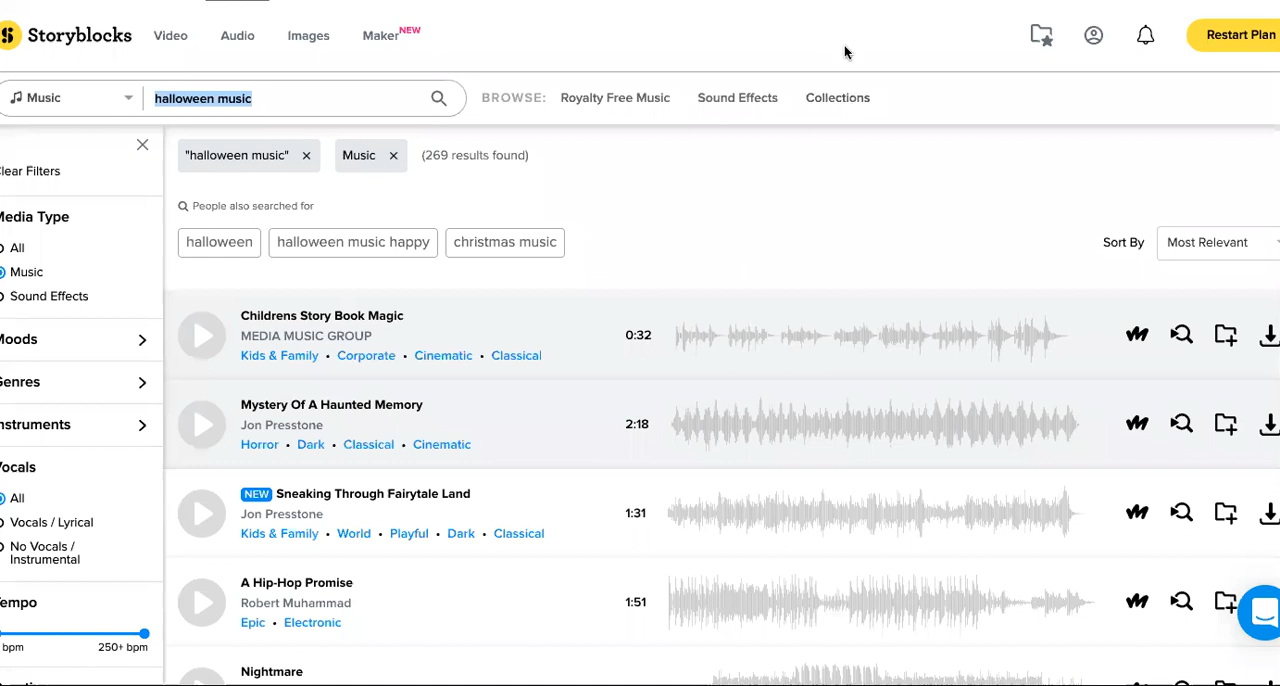 Storyblocks Video Audio Images Maker NEW Restart Plan
Music halloween music BROWSE: Royalty Free Music Sound Effects Collections
"halloween music" × Music × (269 results found)
lear Filters
People also searched for
Media Type
halloween halloween music happy christmas music Sort By Most Relevant
All
Music
Sound Effects
Moods
Genres
Instruments
Vocals
All
Vocals / Lyrical
No Vocals /
Instrumental
Tempo
bpm 250+ bpm
Childrens Story Book Magic
MEDIA MUSIC GROUP
0:32
Kids & Family • Corporate • Cinematic • Classical
Mystery Of A Haunted Memory
Jon Presstone
2:18
Horror • Dark • Classical • Cinematic
NEW Sneaking Through Fairytale Land
Jon Presstone
1:31
Kids & Family • World • Playful • Dark • Classical
A Hip-Hop Promise
Robert Muhammad
1:51
Epic • Electronic
Nightmare